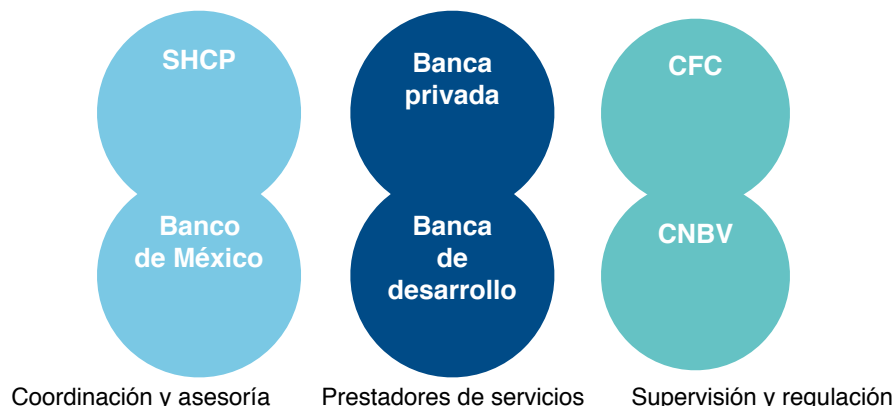 SHCP
Banco
de México
Banca
privada
Banca
de
desarrollo
CFC
CNBV
Coordinación y asesoría
Prestadores de servicios
Supervisión y regulación